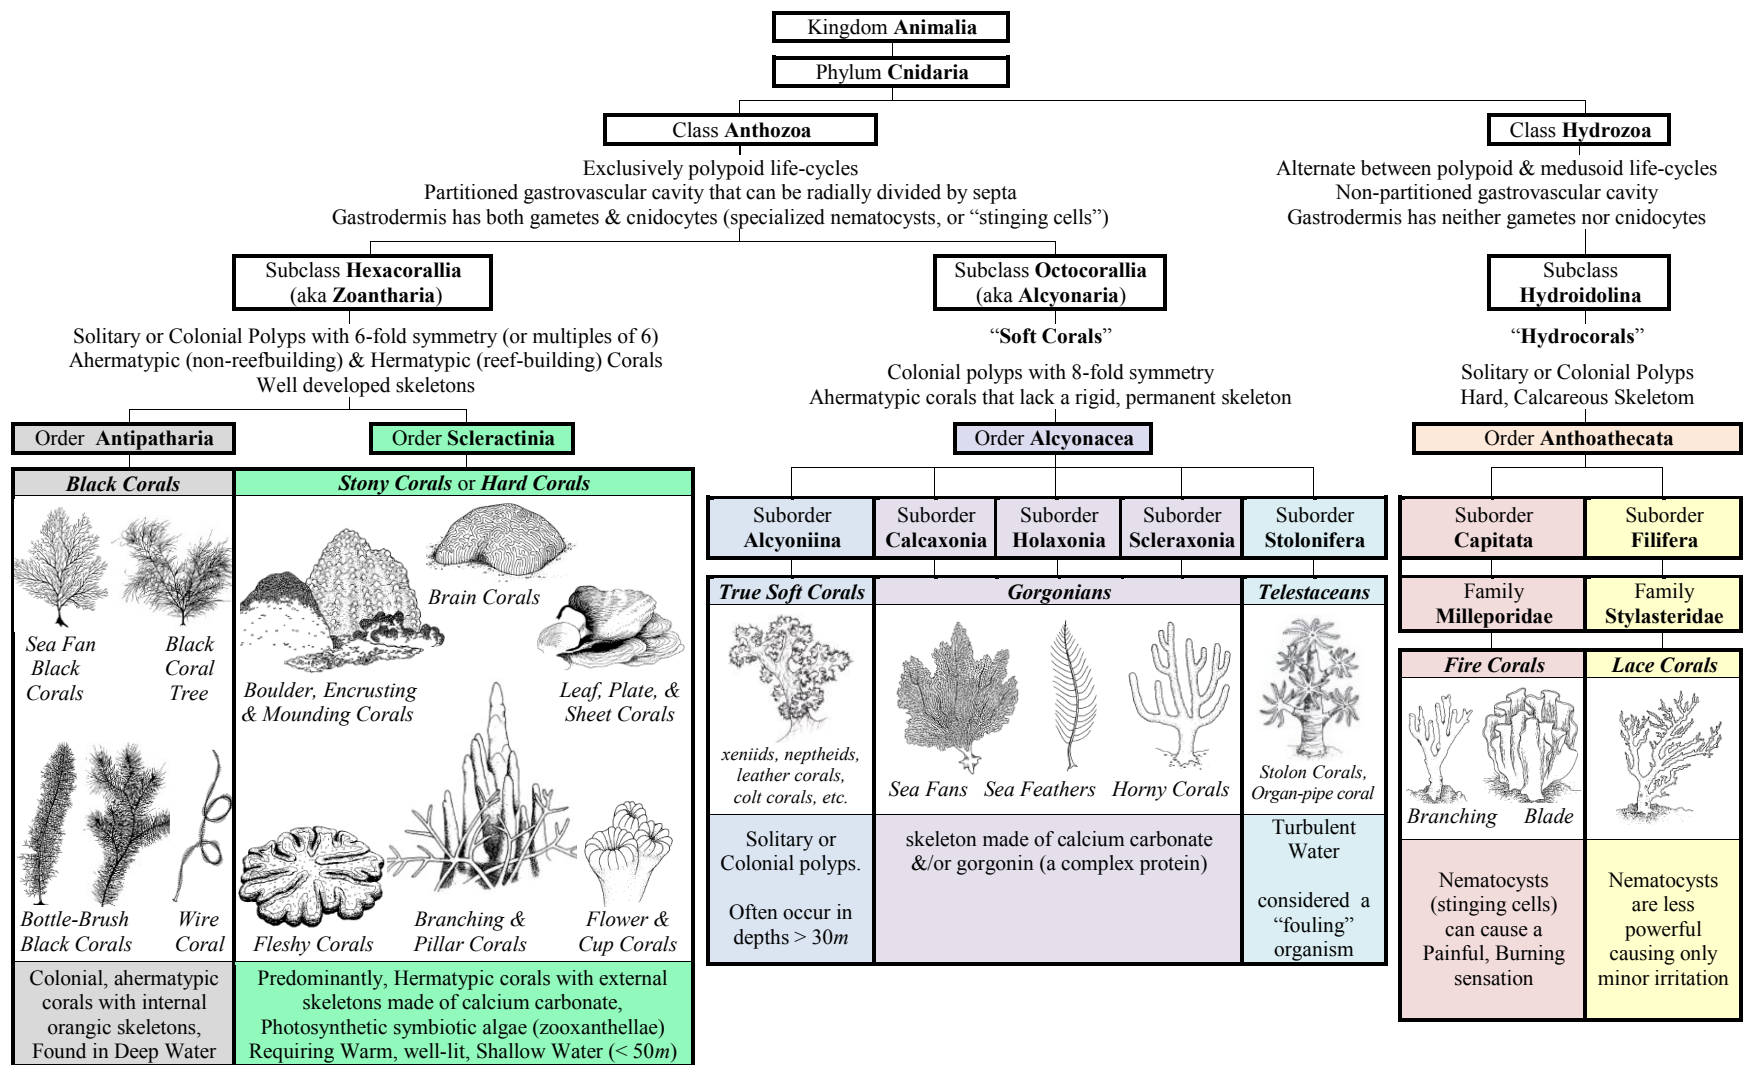 Kingdom Animalia
Phylum Cnidaria
Class Anthozoa
Exclusively polypoid life-cycles
Partitioned gastrovascular cavity that can be radially divided by septa
Gastrodermis has both gametes & cnidocytes (specialized nematocysts, or “stinging cells”)
Class Hydrozoa
Alternate between polypoid & medusoid life-cycles
Non-partitioned gastrovascular cavity
Gastrodermis has neither gametes nor cnidocytes
Subclass Hexacorallia
(aka Zoantharia)
Solitary or Colonial Polyps with 6-fold symmetry (or multiples of 6)
Ahermatypic (non-reefbuilding) & Hermatypic (reef-building) Corals
Well developed skeletons
Subclass Octocorallia
(aka Alcyonaria)
“Soft Corals”
Colonial polyps with 8-fold symmetry
Ahermatypic corals that lack a rigid, permanent skeleton
Subclass
Hydroidolina
“Hydrocorals”
Solitary or Colonial Polyps
Hard, Calcareous Skeletom
Order Antipatharia
Black Corals
Sea Fan
Black
Corals
Black
Coral
Tree
Bottle-Brush
Black Corals
Wire
Coral
Colonial, ahermatypic
corals with internal
orangic skeletons,
Found in Deep Water
Order Scleractinia
Stony Corals or Hard Corals
Brain Corals
Boulder, Encrusting
& Mounding Corals
Leaf, Plate, &
Sheet Corals
Fleshy Corals
Branching &
Pillar Corals
Flower &
Cup Corals
Predominantly, Hermatypic corals with external
skeletons made of calcium carbonate,
Photosynthetic symbiotic algae (zooxanthellae)
Requiring Warm, well-lit, Shallow Water (< 50m)
Order Alcyonacea
Suborder
Alcyoniina
Suborder
Calcaxonia
Suborder
Holaxonia
Suborder
Scleraxonia
Suborder
Stolonifera
True Soft Corals
xeniids, neptheids,
leather corals,
colt corals, etc.
Solitary or
Colonial polyps.
Often occur in
depths > 30m
Gorgonians
Sea Fans
Sea Feathers
Horny Corals
skeleton made of calcium carbonate
&/or gorgonin (a complex protein)
Telestaceans
Stolon Corals,
Organ-pipe coral
Turbulent
Water
considered a
“fouling”
organism
Order Anthoathecata
Suborder
Capitata
Suborder
Filifera
Family
Milleporidae
Family
Stylasteridae
Fire Corals
Branching
Blade
Nematocysts
(stinging cells)
can cause a
Painful, Burning
sensation
Lace Corals
Nematocysts
are less
powerful
causing only
minor irritation